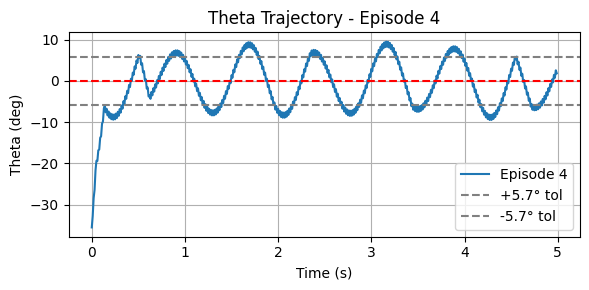 Theta Trajectory - Episode 4
Theta (deg)
10
0
−10
−20
−30
0
1
2
3
4
5
Time (s)
Episode 4
+5.7° tol
-5.7° tol